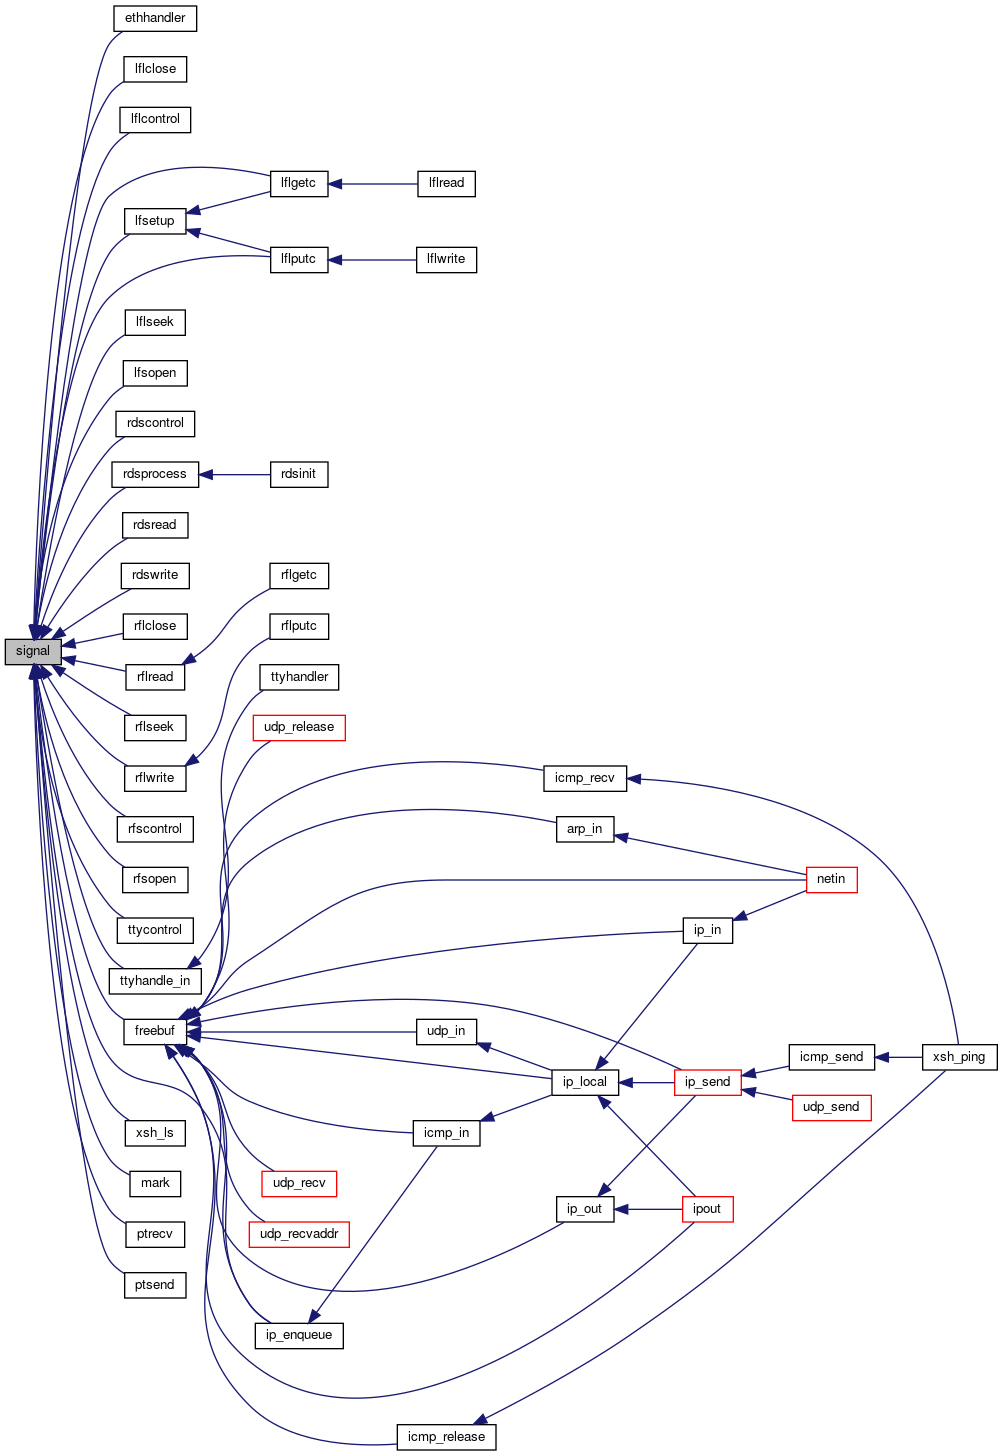 ethhandler
lflclose
lflcontrol
lflgetc
lflread
lfsetup
lflputc
lflwrite
lflseek
lfsopen
rdscontrol
rdsprocess
rdsinit
rdsread
rdswrite
rflgetc
rflclose
rflputc
signal
rflread
ttyhandler
rflseek
udp_release
rflwrite
icmp_recv
rfscontrol
arp_in
rfsopen
netin
ttycontrol
ip_in
ttyhandle_in
freebuf
udp_in
icmp_send
xsh_ping
ip_local
ip_send
udp_send
xsh_ls
icmp_in
mark
udp_recv
ip_out
ipout
ptrecv
udp_recvaddr
ptsend
ip_enqueue
icmp_release